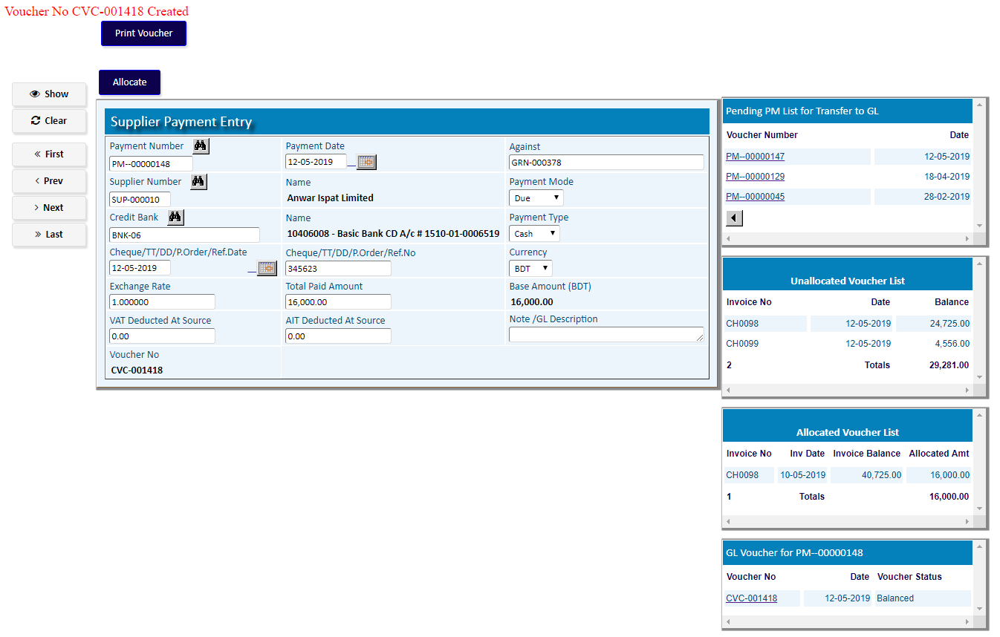 Voucher No CVC-001418 Created
Print Voucher
Allocate
Show
Clear
« First
‹ Prev
› Next
» Last
Supplier Payment Entry
Payment Number Payment Date Against
PM--00000148 12-05-2019 GRN-000378
Supplier Number Name Payment Mode
SUP-000010 Anwar Ispat Limited Due
Credit Bank Name Payment Type
BNK-06 10406008 - Basic Bank CD A/c # 1510-01-0006519 Cash
Cheque/TT/DD/P.Order/Ref.Date Cheque/TT/DD/P.Order/Ref.No Currency
12-05-2019 345623 BDT
Exchange Rate Total Paid Amount Base Amount (BDT)
1.000000 16,000.00 16,000.00
VAT Deducted At Source AIT Deducted At Source Note /GL Description
0.00 0.00
Voucher No
CVC-001418
Pending PM List for Transfer to GL
Voucher Number Date
PM--00000147 12-05-2019
PM--00000129 18-04-2019
PM--00000045 28-02-2019
Unallocated Voucher List
Invoice No Date Balance
CH0098 12-05-2019 24,725.00
CH0099 12-05-2019 4,556.00
2 Totals 29,281.00
Allocated Voucher List
Invoice No Inv Date Invoice Balance Allocated Amt
CH0098 10-05-2019 40,725.00 16,000.00
1 Totals 16,000.00
GL Voucher for PM--00000148
Voucher No Date Voucher Status
CVC-001418 12-05-2019 Balanced